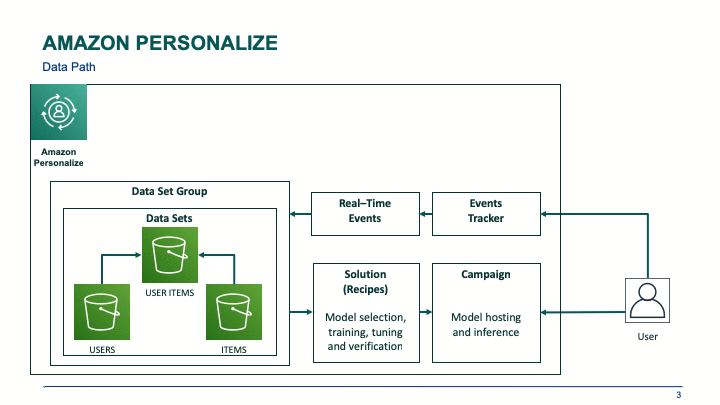 AMAZON PERSONALIZE
Data Path
Amazon
Personalize
Data Set Group
Data Sets
USER ITEMS
USERS
ITEMS
Real–Time
Events
Events
Tracker
Solution
(Recipes)
Model selection,
training, tuning
and verification
Campaign
Model hosting
and inference
User
3